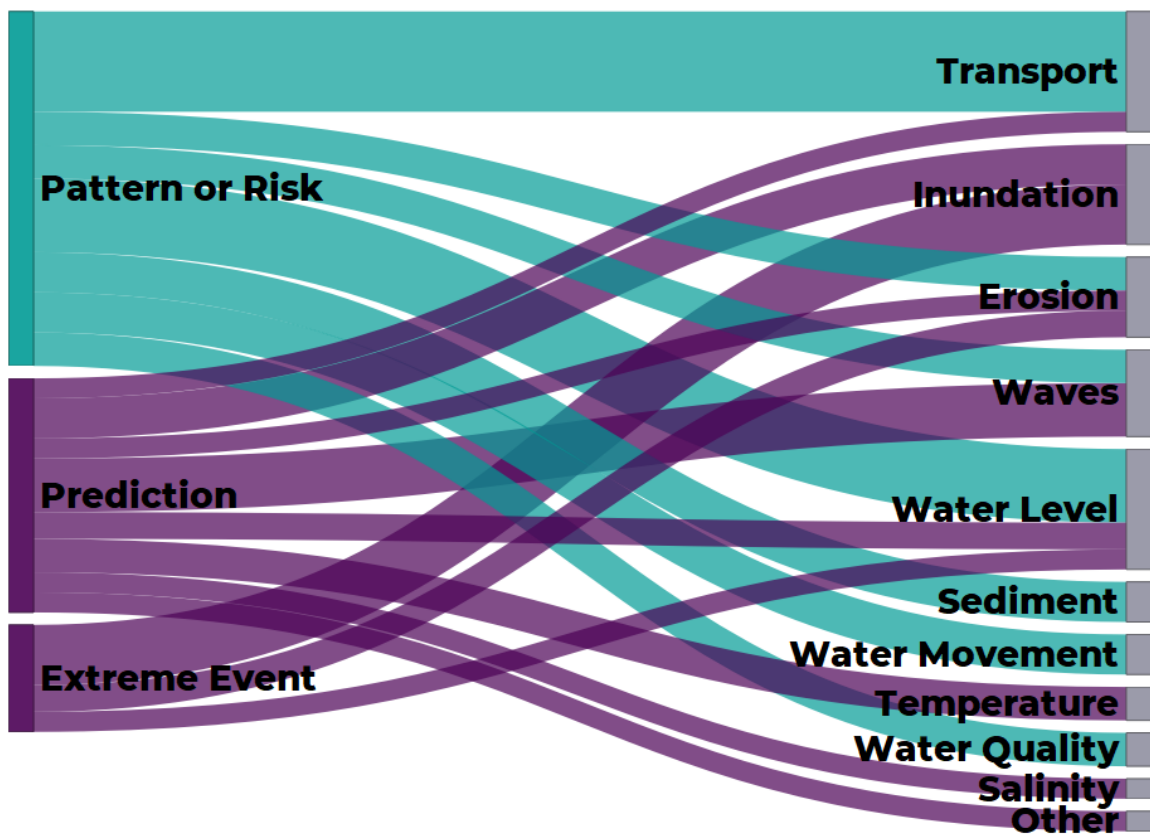 Pattern or Risk
Prediction
Extreme Event
Transport
Inundation
Erosion
Waves
Water Level
Sediment
Water Movement
Temperature
Water Quality
Salinity
Other